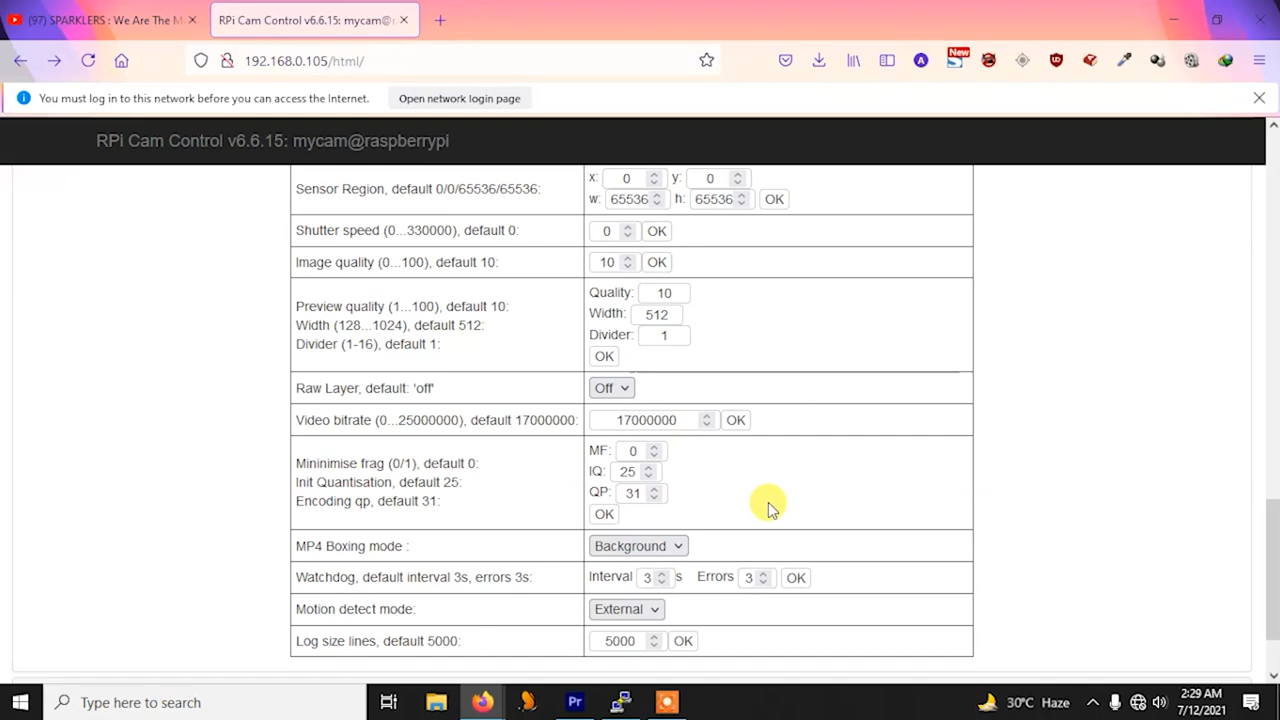 (97) SPARKLERS : We Are The M
RPi Cam Control v6.6.15: mycam@r
192.168.0.105/html/
New
You must log in to this network before you can access the Internet.
Open network login page
RPi Cam Control v6.6.15: mycam@raspberrypi
Sensor Region, default 0/0/65536/65536:
x: 0 y: 0
w: 65536 h: 65536 OK
Shutter speed (0...330000), default 0:
0 OK
Image quality (0...100), default 10:
10 OK
Preview quality (1...100), default 10:
Width (128...1024), default 512:
Divider (1-16), default 1:
Quality: 10
Width: 512
Divider: 1
OK
Raw Layer, default: 'off'
Off
Video bitrate (0...25000000), default 17000000:
17000000 OK
Mininimise frag (0/1), default 0:
Init Quantisation, default 25:
Encoding qp, default 31:
MF: 0
IQ: 25
QP: 31
OK
MP4 Boxing mode :
Background
Watchdog, default interval 3s, errors 3s:
Interval 3 s Errors 3 OK
Motion detect mode:
External
Log size lines, default 5000:
5000 OK
Type here to search
Pr
30°C Haze
2:29 AM
7/12/2021